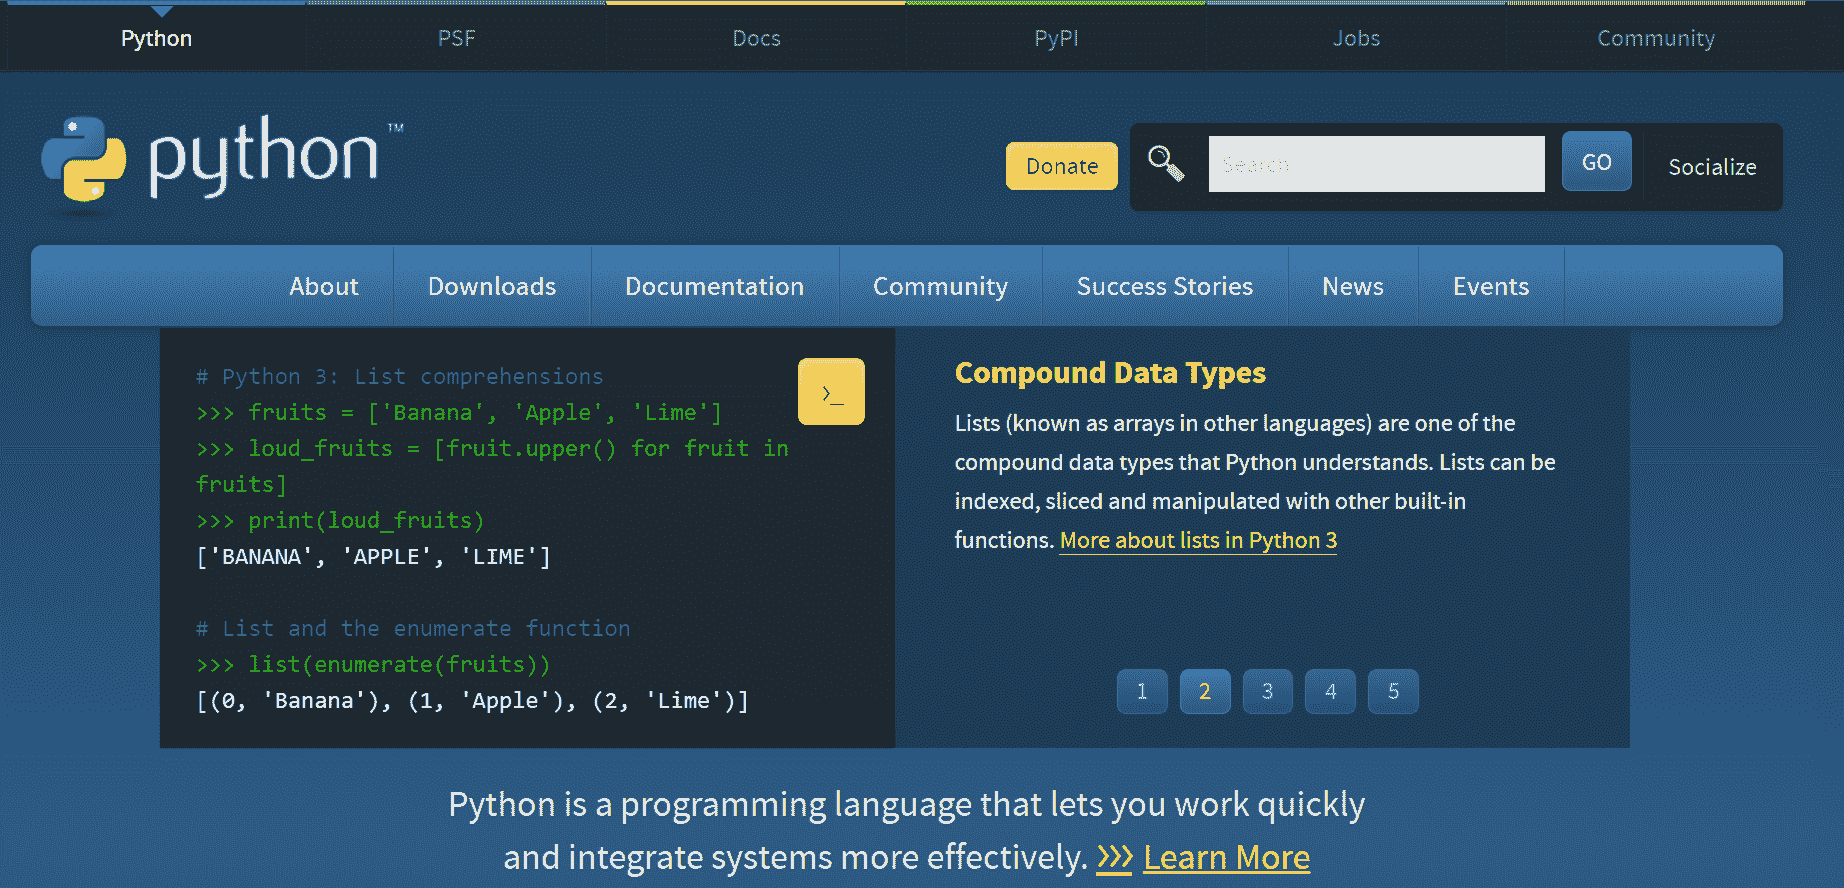 Python PSF Docs PyPI Jobs Community
python™
Donate Search GO Socialize
About Downloads Documentation Community Success Stories News Events
# Python 3: List comprehensions
>>> fruits = ['Banana', 'Apple', 'Lime']
>>> loud_fruits = [fruit.upper() for fruit in
fruits]
>>> print(loud_fruits)
['BANANA', 'APPLE', 'LIME']
# List and the enumerate function
>>> list(enumerate(fruits))
[(0, 'Banana'), (1, 'Apple'), (2, 'Lime')]
>_
Compound Data Types
Lists (known as arrays in other languages) are one of the
compound data types that Python understands. Lists can be
indexed, sliced and manipulated with other built-in
functions. More about lists in Python 3
1 2 3 4 5
Python is a programming language that lets you work quickly
and integrate systems more effectively. >>> Learn More